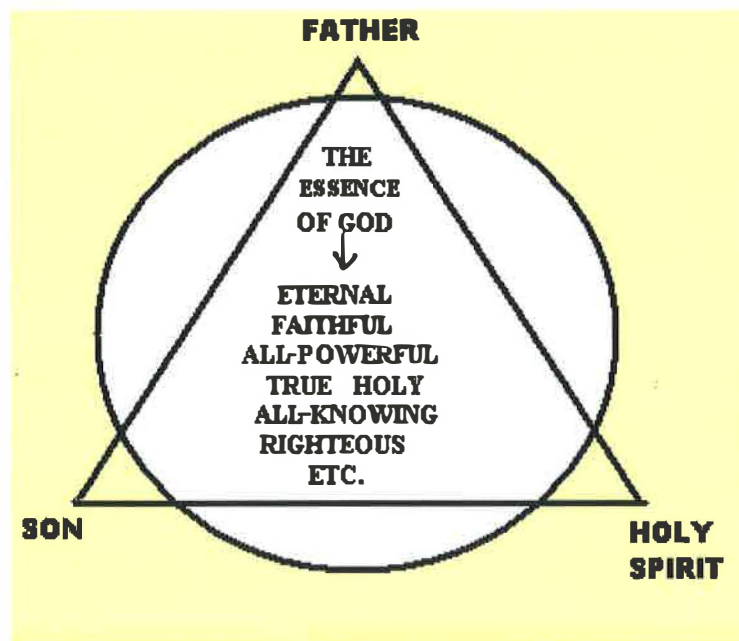 FATHER
THE
ESSENCE
OF GOD
ETERNAL
FAITHFUL
ALL-POWERFUL
TRUE HOLY
ALL-KNOWING
RIGHTEOUS
ETC.
SON
HOLY
SPIRIT